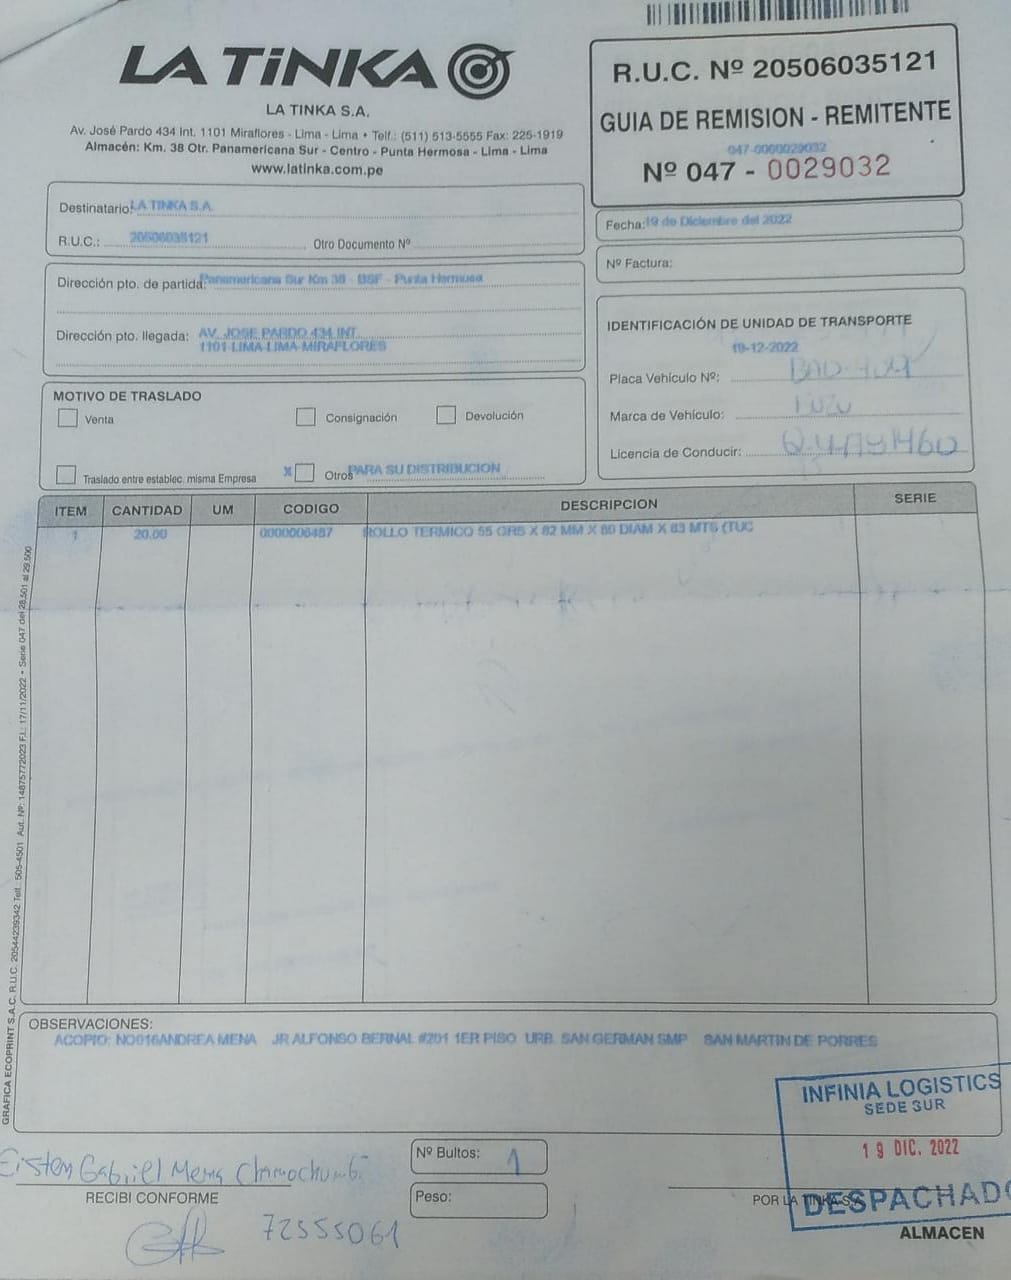 LA TiNKA
LA TINKA S.A.
Av. José Pardo 434 Int. 1101 Miraflores - Lima - Lima • Telf.: (511) 513-5555 Fax: 225-1919
Almacén: Km. 38 Otr. Panamericana Sur - Centro - Punta Hermosa - Lima - Lima
www.latinka.com.pe
R.U.C. Nº 20506035121
GUIA DE REMISION - REMITENTE
047-0000029032
Nº 047 - 0029032
Destinatario: LA TINKA S.A.
R.U.C.: 20506035121 Otro Documento Nº
Fecha: 19 de Diciembre del 2022
Nº Factura:
Dirección pto. de partida: Panamericana Sur Km 38 - BSF - Punta Hermosa
Dirección pto. llegada: AV. JOSE PARDO 434 INT.
1101-LIMA-LIMA-MIRAFLORES
IDENTIFICACIÓN DE UNIDAD DE TRANSPORTE
19-12-2022
Placa Vehículo Nº:
Marca de Vehículo:
Licencia de Conducir:
MOTIVO DE TRASLADO
Venta Consignación Devolución
Traslado entre establec. misma Empresa x Otros PARA SU DISTRIBUCION
ITEM CANTIDAD UM CODIGO DESCRIPCION SERIE
1 20.00 0000006487 ROLLO TERMICO 55 GRS X 82 MM X 80 DIAM X 83 MTS (TUC
GRAFICA ECOPRINT S.A.C. R.U.C. 20544239342 Telf.: 505-4501 Aut. Nº: 14875772023 F.I.: 17/11/2022 • Serie 047 del 28,501 al 29,500
OBSERVACIONES:
ACOPIO: NO016ANDREA MENA JR ALFONSO BERNAL #201 1ER PISO URB. SAN GERMAN SMP SAN MARTIN DE PORRES
INFINIA LOGISTICS
SEDE SUR
19 DIC. 2022
DESPACHADO
Gabriel Mena
RECIBI CONFORME
72555061
Nº Bultos: 1
Peso:
POR LA TINKA S.A.
ALMACEN